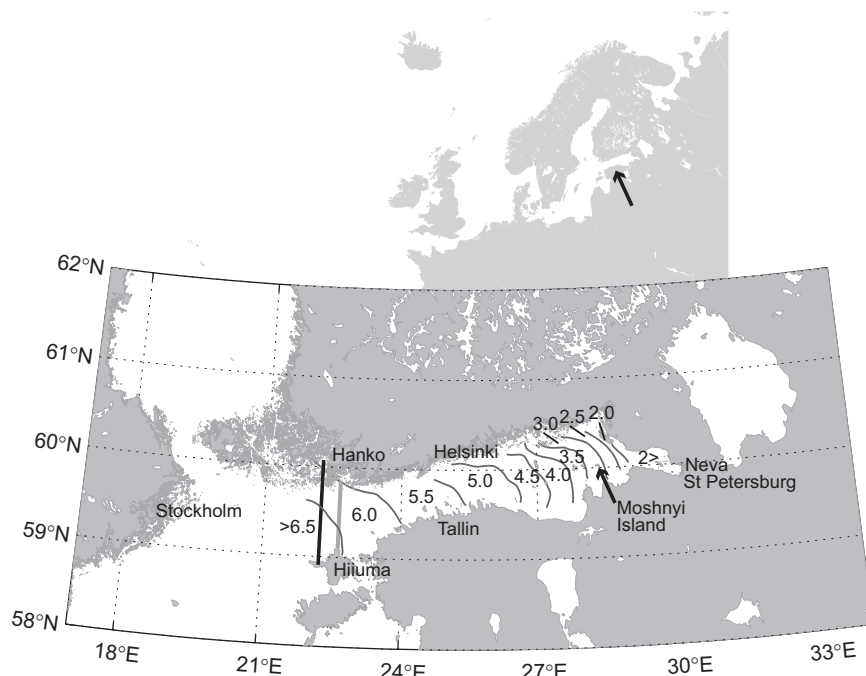 62°N
61°N
60°N
59°N
58°N
3.0 2.5 2.0
Hanko
Helsinki
3.5
2>
Neva
St Petersburg
5.0
4.5 4.0
5.5
6.0
>6.5
Stockholm
Tallin
Moshnyi
Island
Hiiuma
18°E
21°E
24°E
27°E
30°E
33°E